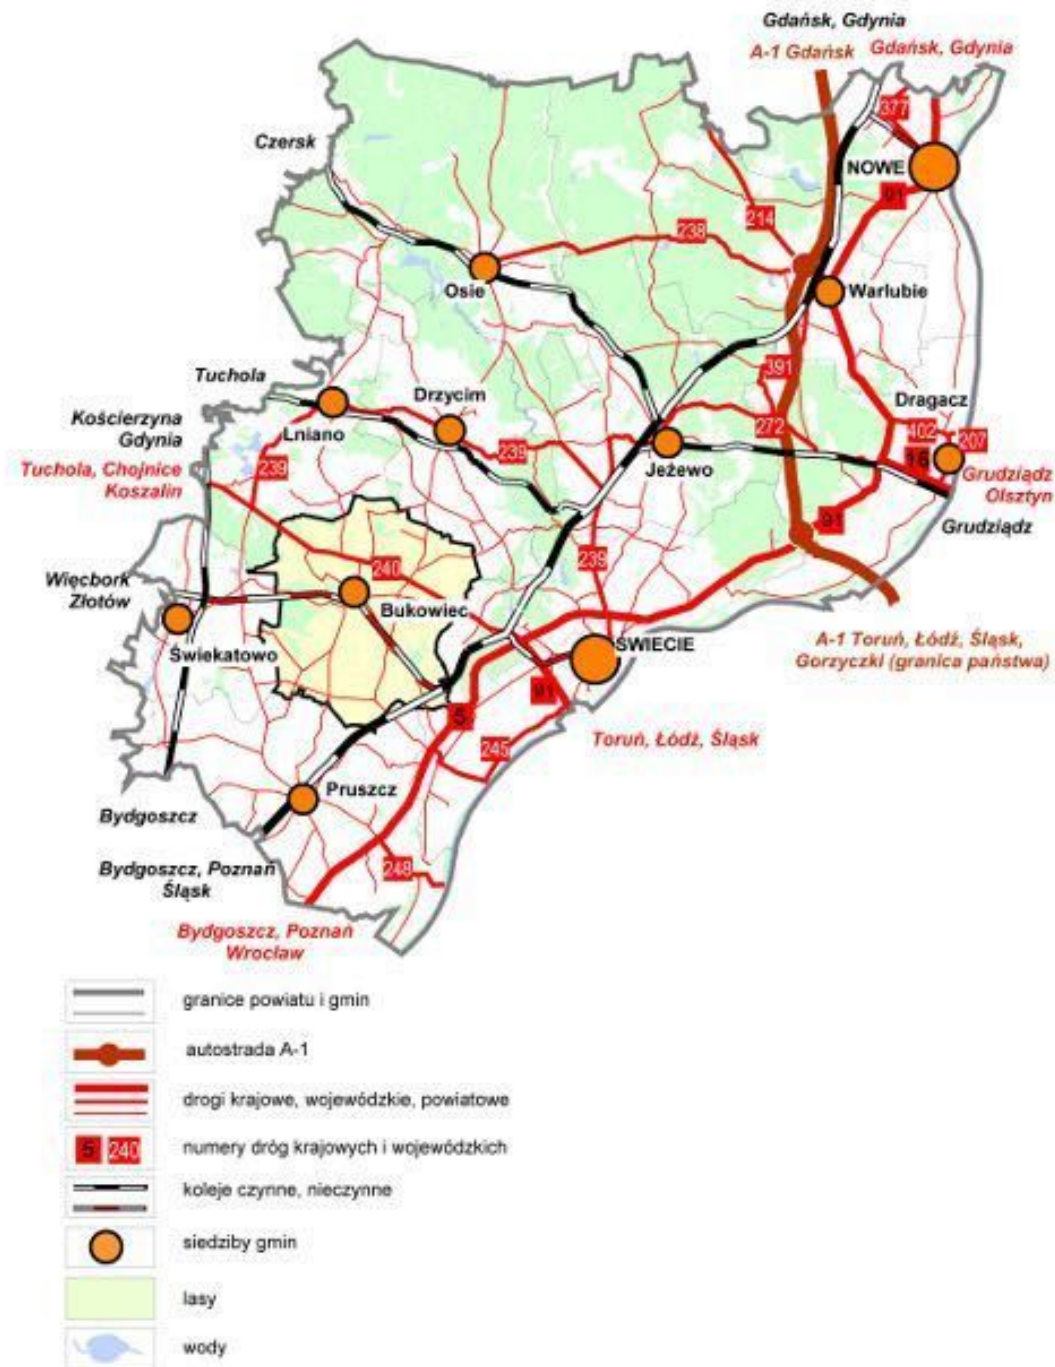 Gdańsk, Gdynia
A-1 Gdańsk
Gdańsk, Gdynia
377
Czersk
NOWE
91
214
238
Osie
Warlubie
Tuchola
391
Drzycim
Dragacz
Kościerzyna
Gdynia
Lniano
272
402
207
239
16
Tuchola, Chojnice
Koszalin
239
Jeżewo
Grudziądz
Olsztyn
91
Grudziądz
239
240
Więcbork
Złotów
Bukowiec
Świekatowo
ŚWIECIE
A-1 Toruń, Łódź, Śląsk,
Gorzyczki (granica państwa)
91
5
Toruń, Łódź, Śląsk
245
Pruszcz
Bydgoszcz
Bydgoszcz, Poznań
Śląsk
248
Bydgoszcz, Poznań
Wrocław
granice powiatu i gmin
autostrada A-1
drogi krajowe, wojewódzkie, powiatowe
5 240 numery dróg krajowych i wojewódzkich
koleje czynne, nieczynne
siedziby gmin
lasy
wody